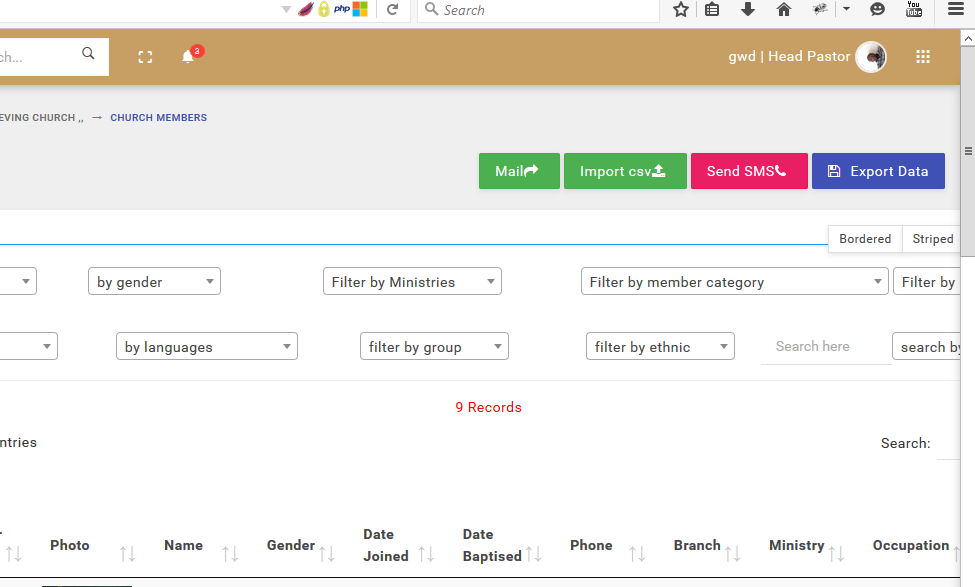 php Search You Tube
ch... 3 gwd | Head Pastor
EVING CHURCH ,, → CHURCH MEMBERS
Mail Import csv Send SMS Export Data
Bordered Striped
by gender Filter by Ministries Filter by member category Filter by
by languages filter by group filter by ethnic Search here search by
9 Records
ntries Search:
Photo Name Gender Date Joined Date Baptised Phone Branch Ministry Occupation